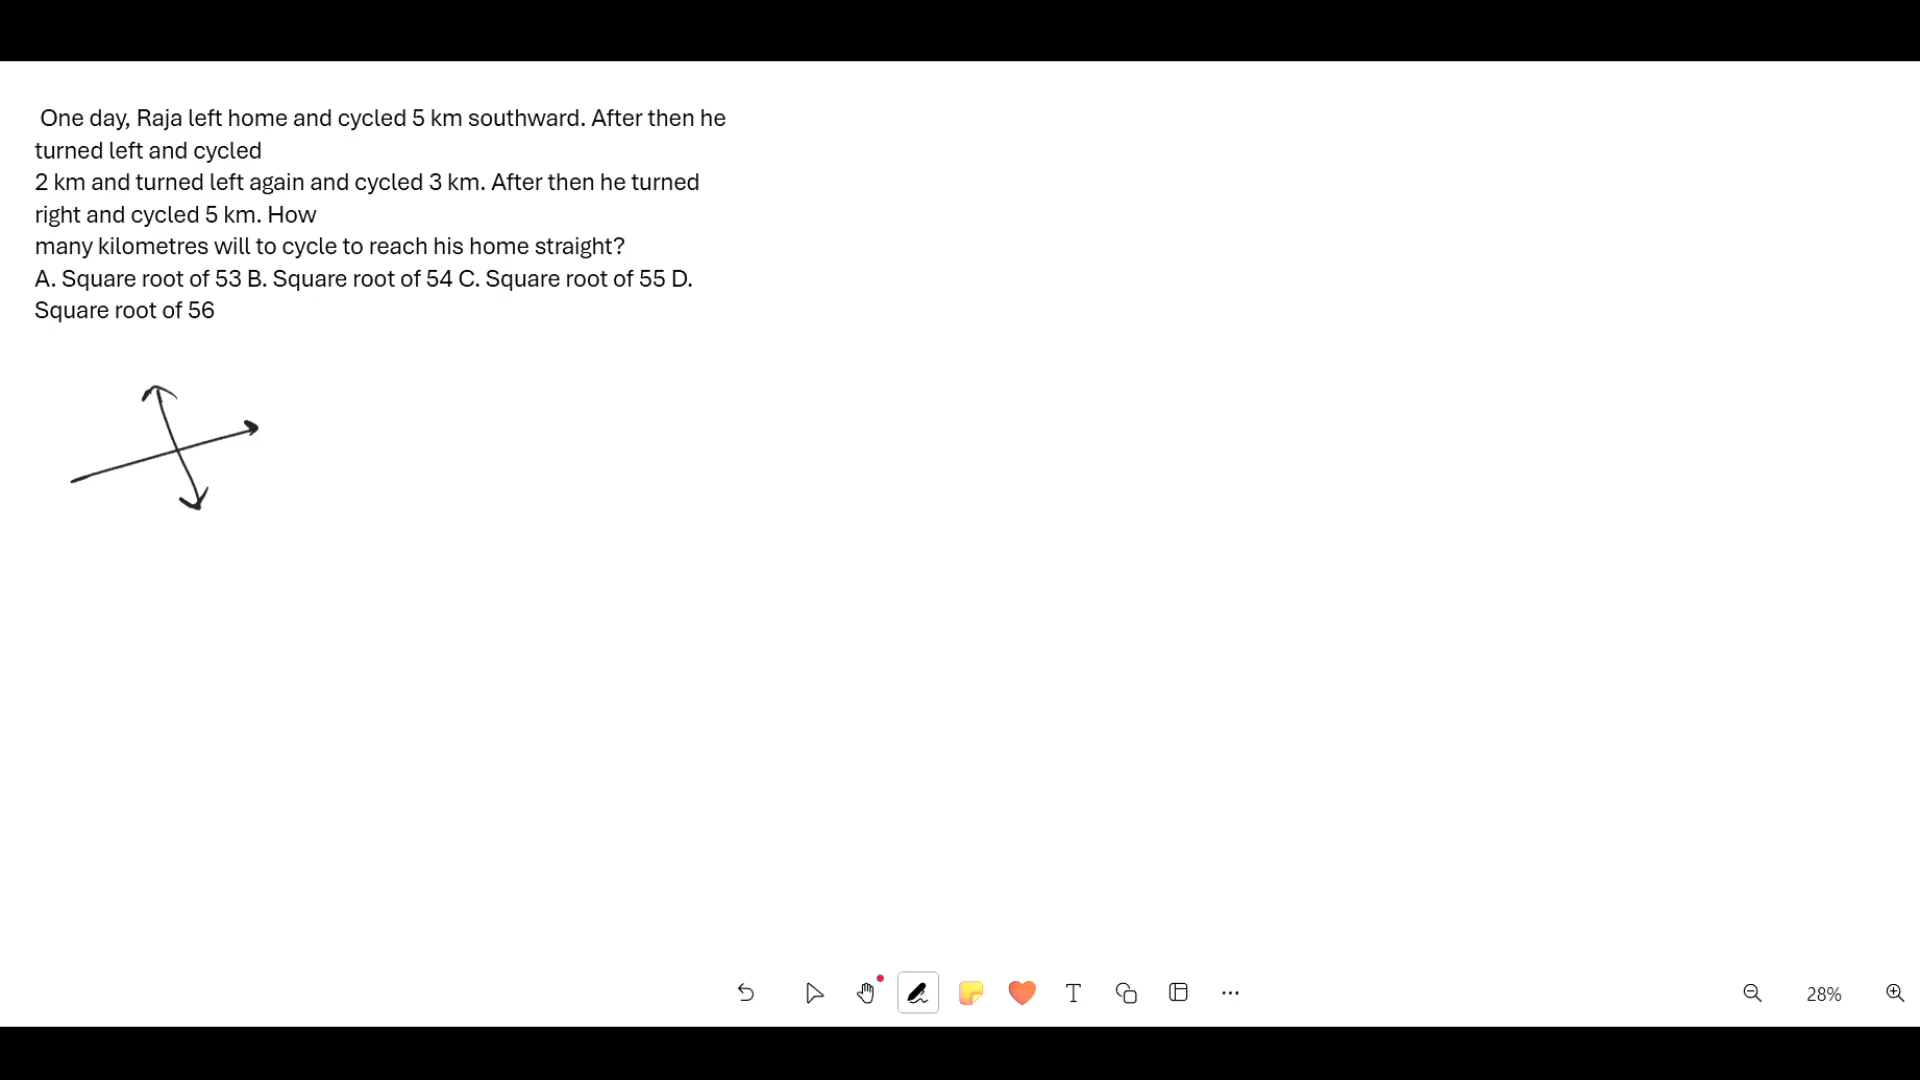 One day, Raja left home and cycled 5 km southward. After then he
turned left and cycled
2 km and turned left again and cycled 3 km. After then he turned
right and cycled 5 km. How
many kilometres will to cycle to reach his home straight?
A. Square root of 53 B. Square root of 54 C. Square root of 55 D.
Square root of 56
28%